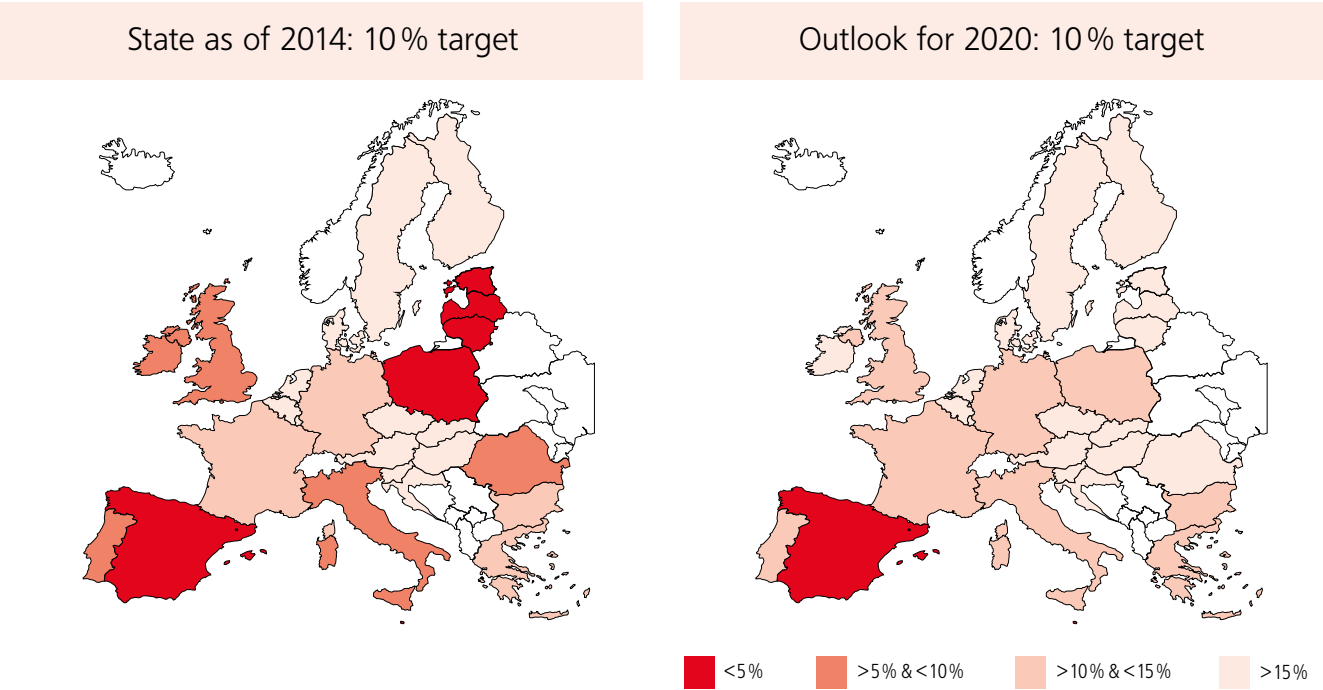 State as of 2014: 10 % target
Outlook for 2020: 10 % target
<5 %
>5 % & <10 %
>10 % & <15 %
>15 %